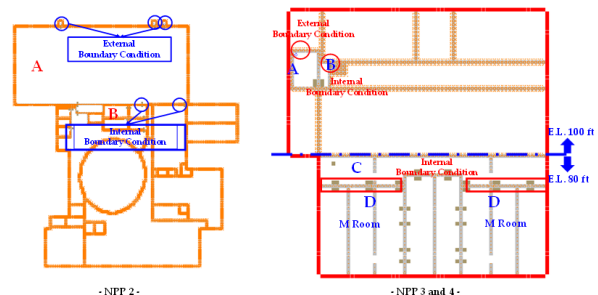 External
Boundary Condition
A
B
Internal
Boundary Condition
- NPP 2 -
External
Boundary Condition
A
B
Internal
Boundary Condition
E.L. 100 ft
C
Internal
Boundary Condition
E.L. 80 ft
D
D
M Room
M Room
- NPP 3 and 4 -